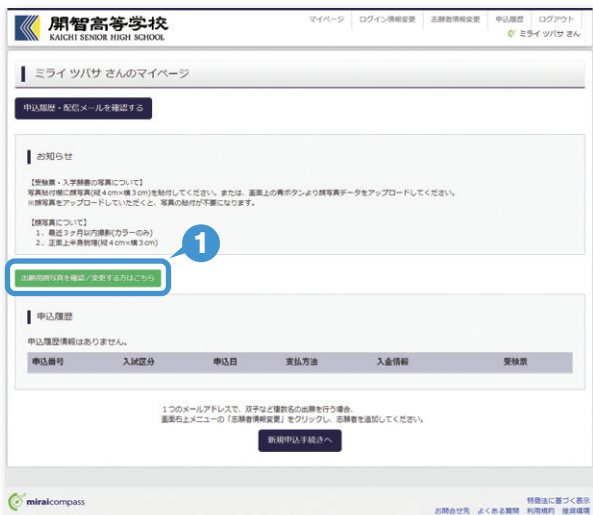 開智高等学校
KAICHI SENIOR HIGH SCHOOL
マイページ ログイン情報変更 志願者情報変更 申込履歴 ログアウト
ミライ ツバサ さん
ミライ ツバサ さんのマイページ
申込履歴・配信メールを確認する
お知らせ
【受験票・入学願書の写真について】
写真貼付欄に顔写真(縦４cm×横３cm)を貼付してください。または、画面上の青ボタンより顔写真データをアップロードしてください。
※顔写真をアップロードしていただくと、写真の貼付が不要になります。
【顔写真について】
１．最近３ヶ月以内撮影(カラーのみ)
２．正面上半身脱帽(縦４cm×横３cm)
1
出願用顔写真を確認／変更する方はこちら
申込履歴
申込履歴情報はありません。
申込番号 入試区分 申込日 支払方法 入金情報 受験票
１つのメールアドレスで、双子など複数名の出願を行う場合、
画面右上メニューの「志願者情報変更」をクリックし、志願者を追加してください。
新規申込手続きへ
miraicompass
特商法に基づく表示
お問合せ先 よくある質問 利用規約 推奨環境